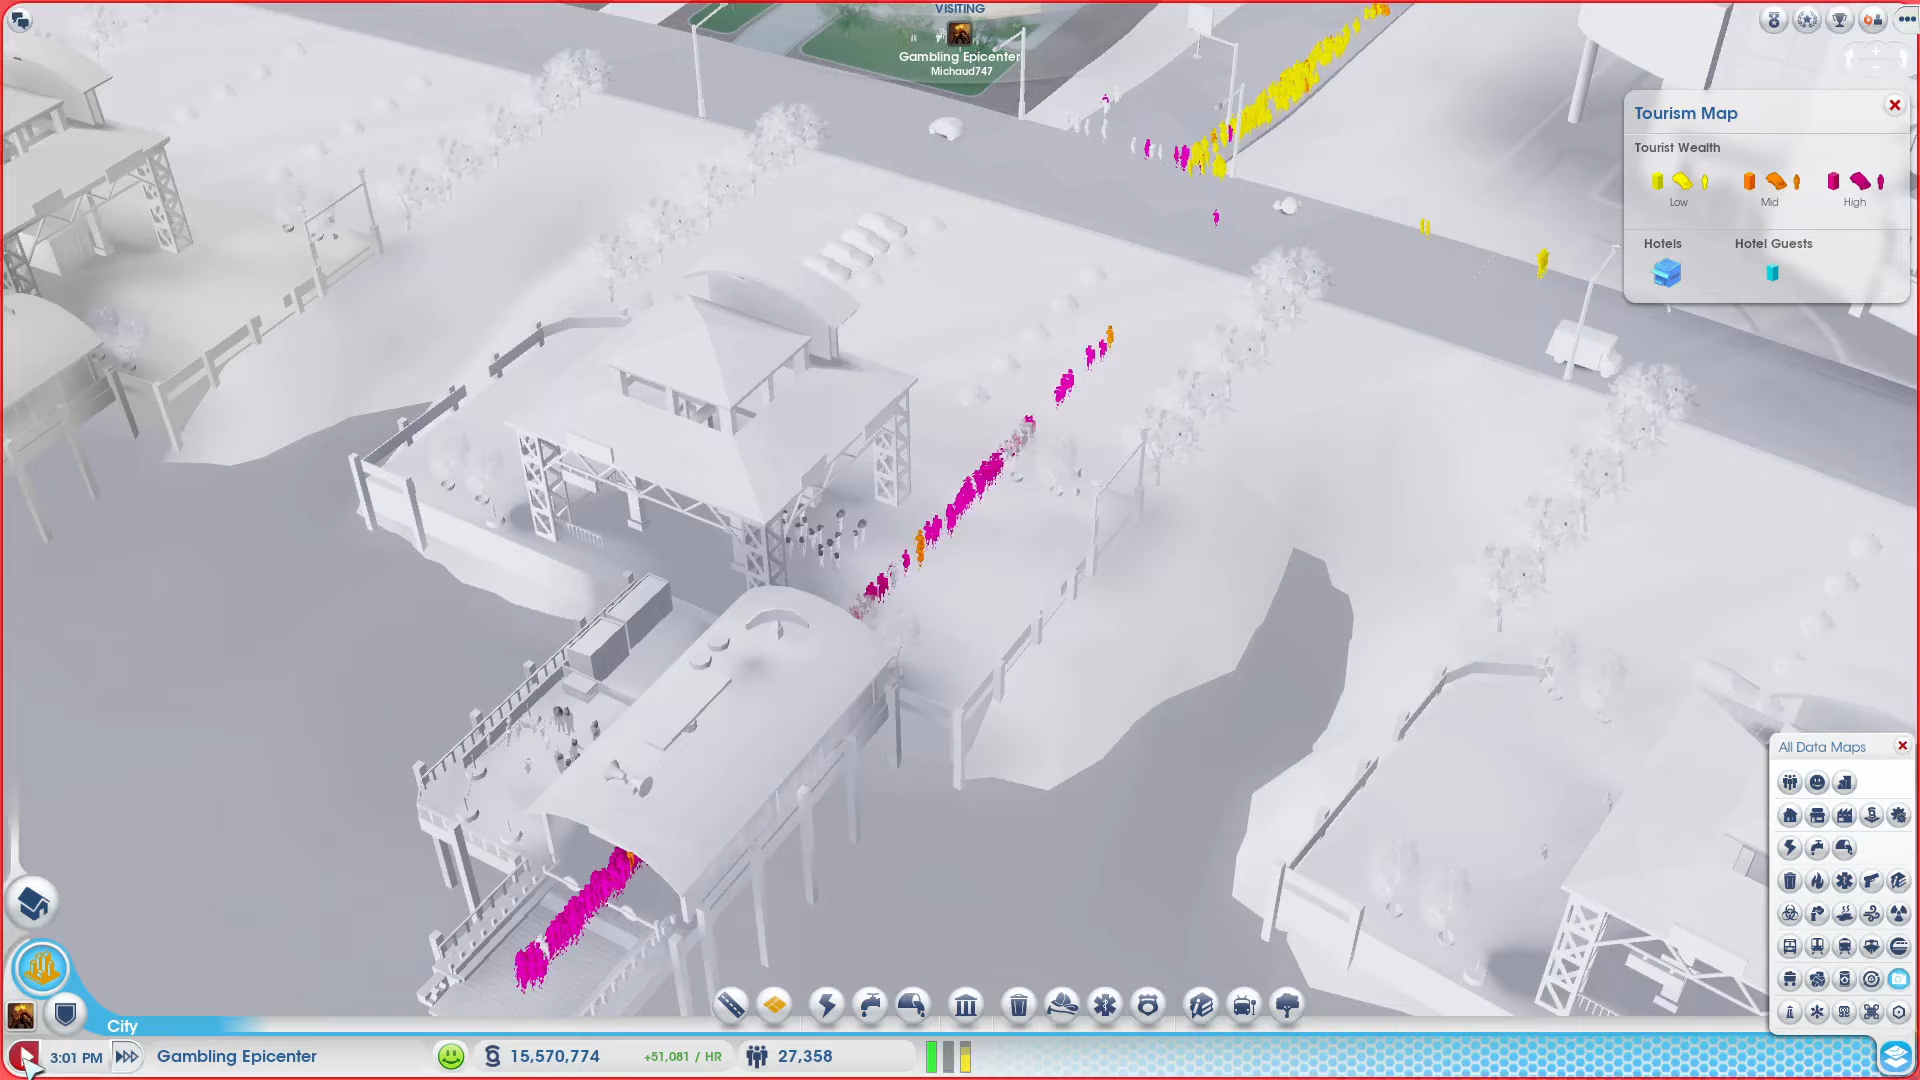 VISITING
Gambling Epicenter
Michaud747
Tourism Map
Tourist Wealth
Low
Mid
High
Hotels
Hotel Guests
All Data Maps
City
3:01 PM
Gambling Epicenter
15,570,774
+51,081 / HR
27,358